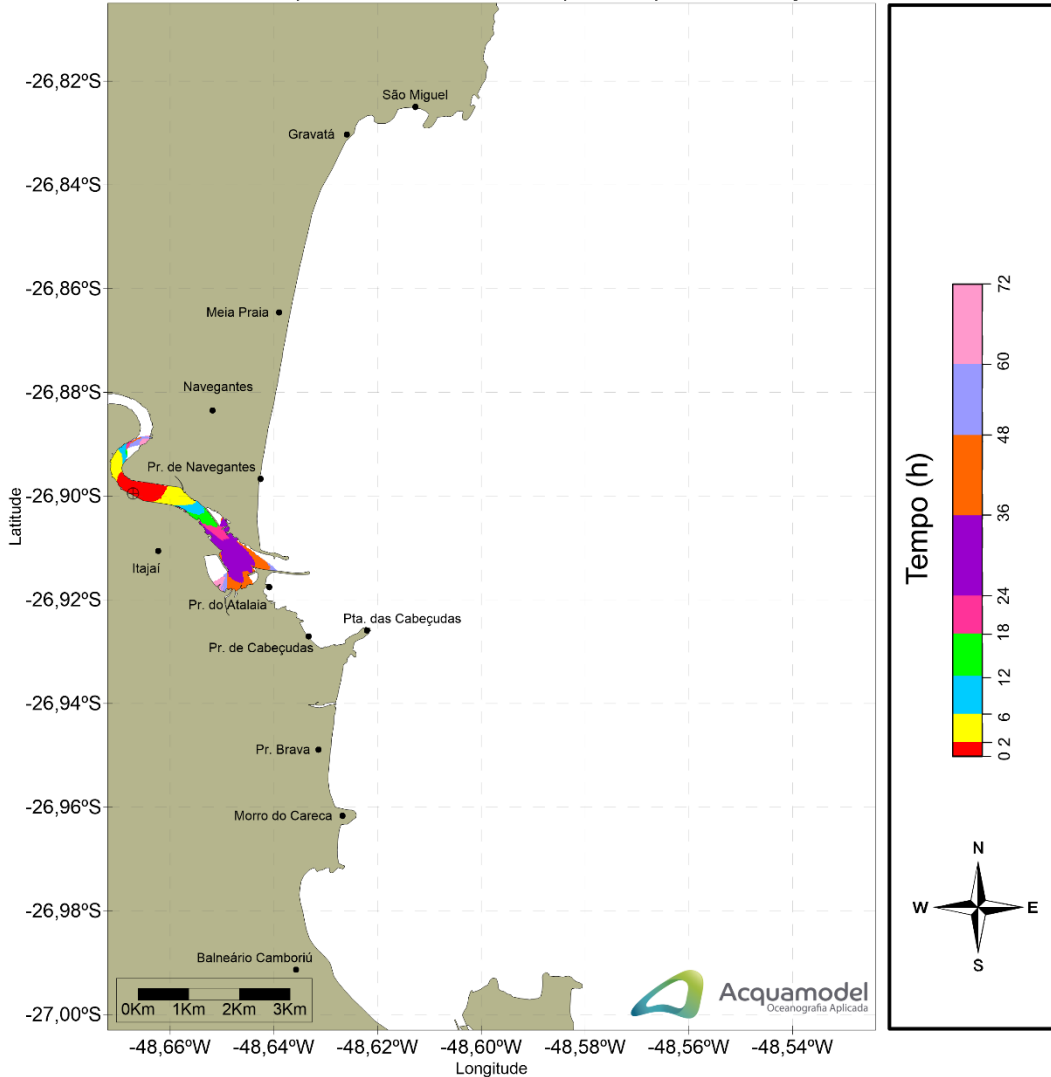 -26,82ºS
-26,84ºS
-26,86ºS
-26,88ºS
-26,90ºS
-26,92ºS
-26,94ºS
-26,96ºS
-26,98ºS
-27,00ºS
Latitude
São Miguel
Gravatá
Meia Praia
Navegantes
Pr. de Navegantes
Itajaí
Pr. do Atalaia
Pta. das Cabeçudas
Pr. de Cabeçudas
Pr. Brava
Morro do Careca
Balneário Camboriú
0Km 1Km 2Km 3Km
Acquamodel
Oceanografia Aplicada
-48,66ºW -48,64ºW -48,62ºW -48,60ºW -48,58ºW -48,56ºW -48,54ºW
Longitude
Tempo (h)
72
60
48
36
24
18
12
6
2
0
N
W E
S